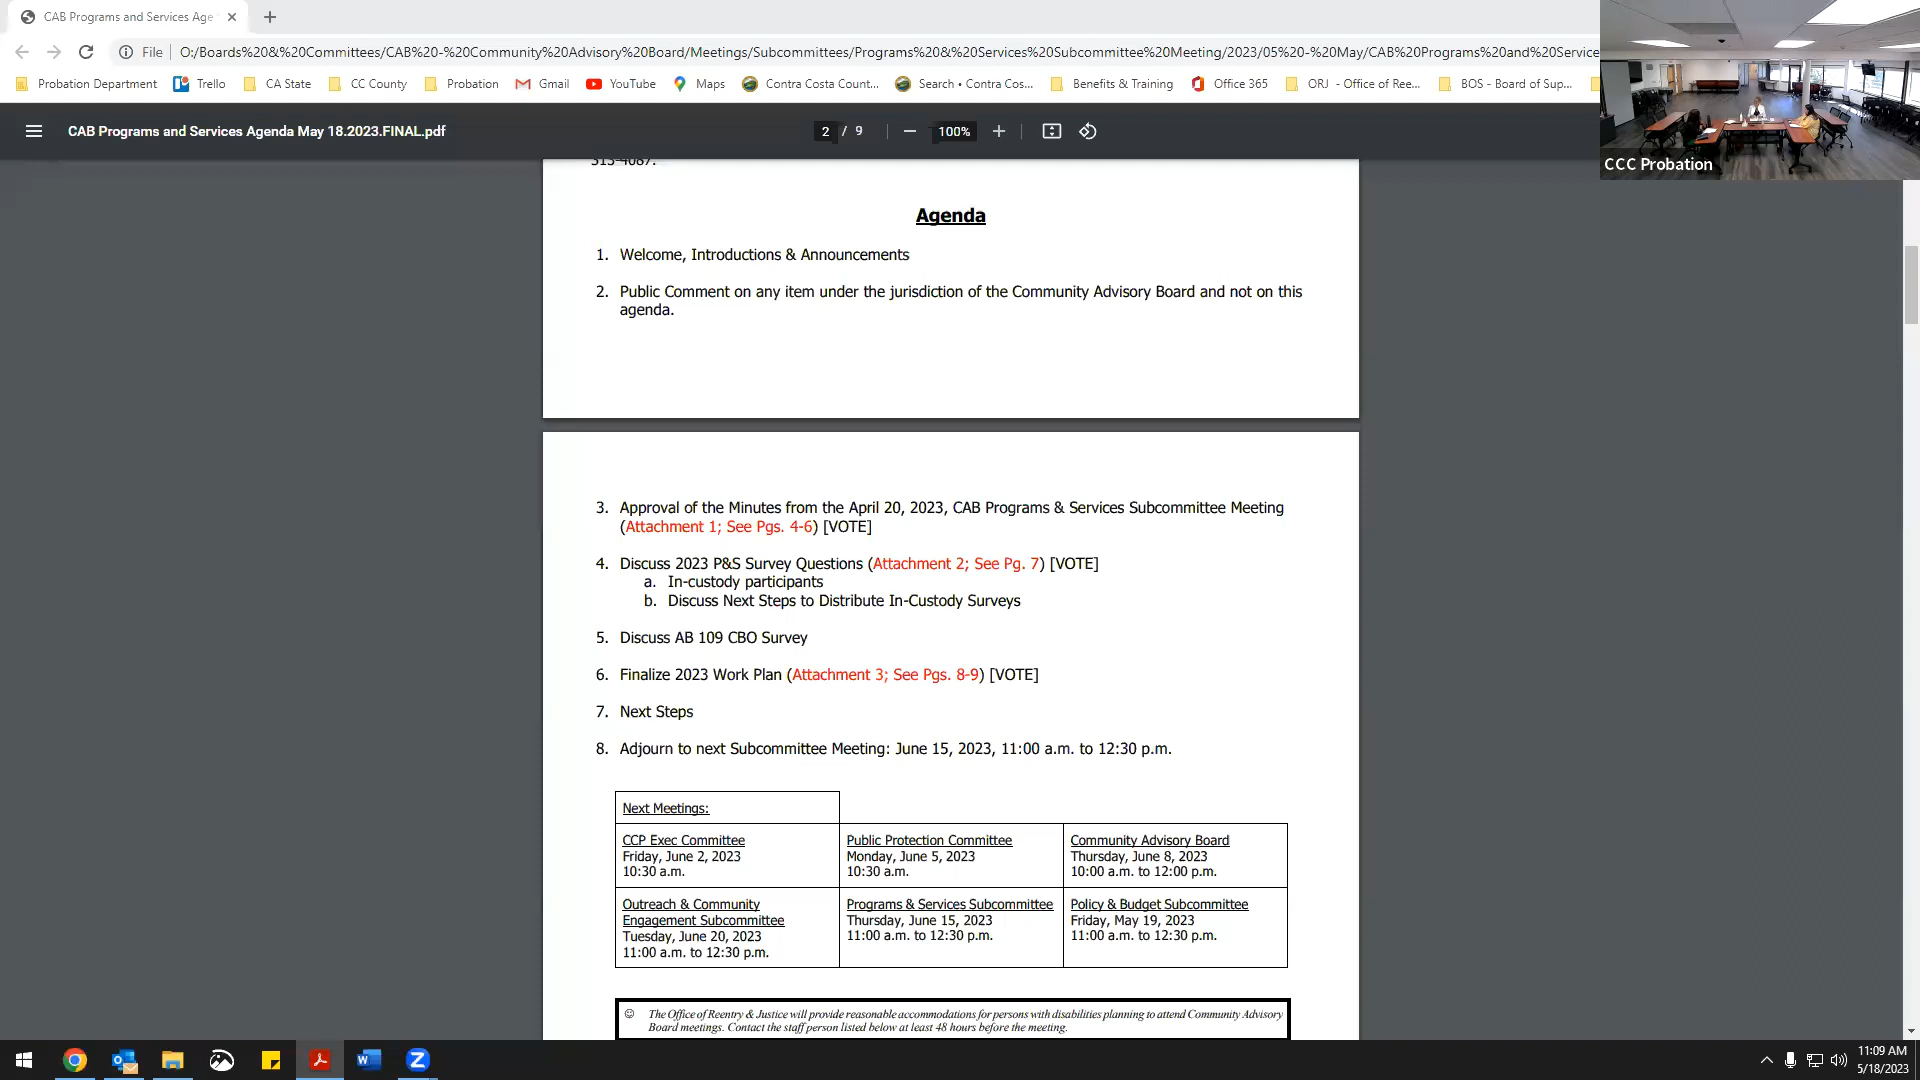 CAB Programs and Services Age
File O:/Boards%20&%20Committees/CAB%20-%20Community%20Advisory%20Board/Meetings/Subcommittees/Programs%20&%20Services%20Subcommittee%20Meeting/2023/05%20-%20May/CAB%20Programs%20and%20Service
Probation Department Trello CA State CC County Probation Gmail YouTube Maps Contra Costa Count... Search • Contra Cos... Benefits & Training Office 365 ORJ - Office of Ree... BOS - Board of Sup...
CAB Programs and Services Agenda May 18.2023.FINAL.pdf 2 / 9 100%
CCC Probation
313-4087.
Agenda
1. Welcome, Introductions & Announcements
2. Public Comment on any item under the jurisdiction of the Community Advisory Board and not on this
agenda.
3. Approval of the Minutes from the April 20, 2023, CAB Programs & Services Subcommittee Meeting
(Attachment 1; See Pgs. 4-6) [VOTE]
4. Discuss 2023 P&S Survey Questions (Attachment 2; See Pg. 7) [VOTE]
a. In-custody participants
b. Discuss Next Steps to Distribute In-Custody Surveys
5. Discuss AB 109 CBO Survey
6. Finalize 2023 Work Plan (Attachment 3; See Pgs. 8-9) [VOTE]
7. Next Steps
8. Adjourn to next Subcommittee Meeting: June 15, 2023, 11:00 a.m. to 12:30 p.m.
Next Meetings:
CCP Exec Committee
Friday, June 2, 2023
10:30 a.m.
Public Protection Committee
Monday, June 5, 2023
10:30 a.m.
Community Advisory Board
Thursday, June 8, 2023
10:00 a.m. to 12:00 p.m.
Outreach & Community
Engagement Subcommittee
Tuesday, June 20, 2023
11:00 a.m. to 12:30 p.m.
Programs & Services Subcommittee
Thursday, June 15, 2023
11:00 a.m. to 12:30 p.m.
Policy & Budget Subcommittee
Friday, May 19, 2023
11:00 a.m. to 12:30 p.m.
☺ The Office of Reentry & Justice will provide reasonable accommodations for persons with disabilities planning to attend Community Advisory
Board meetings. Contact the staff person listed below at least 48 hours before the meeting.
11:09 AM
5/18/2023